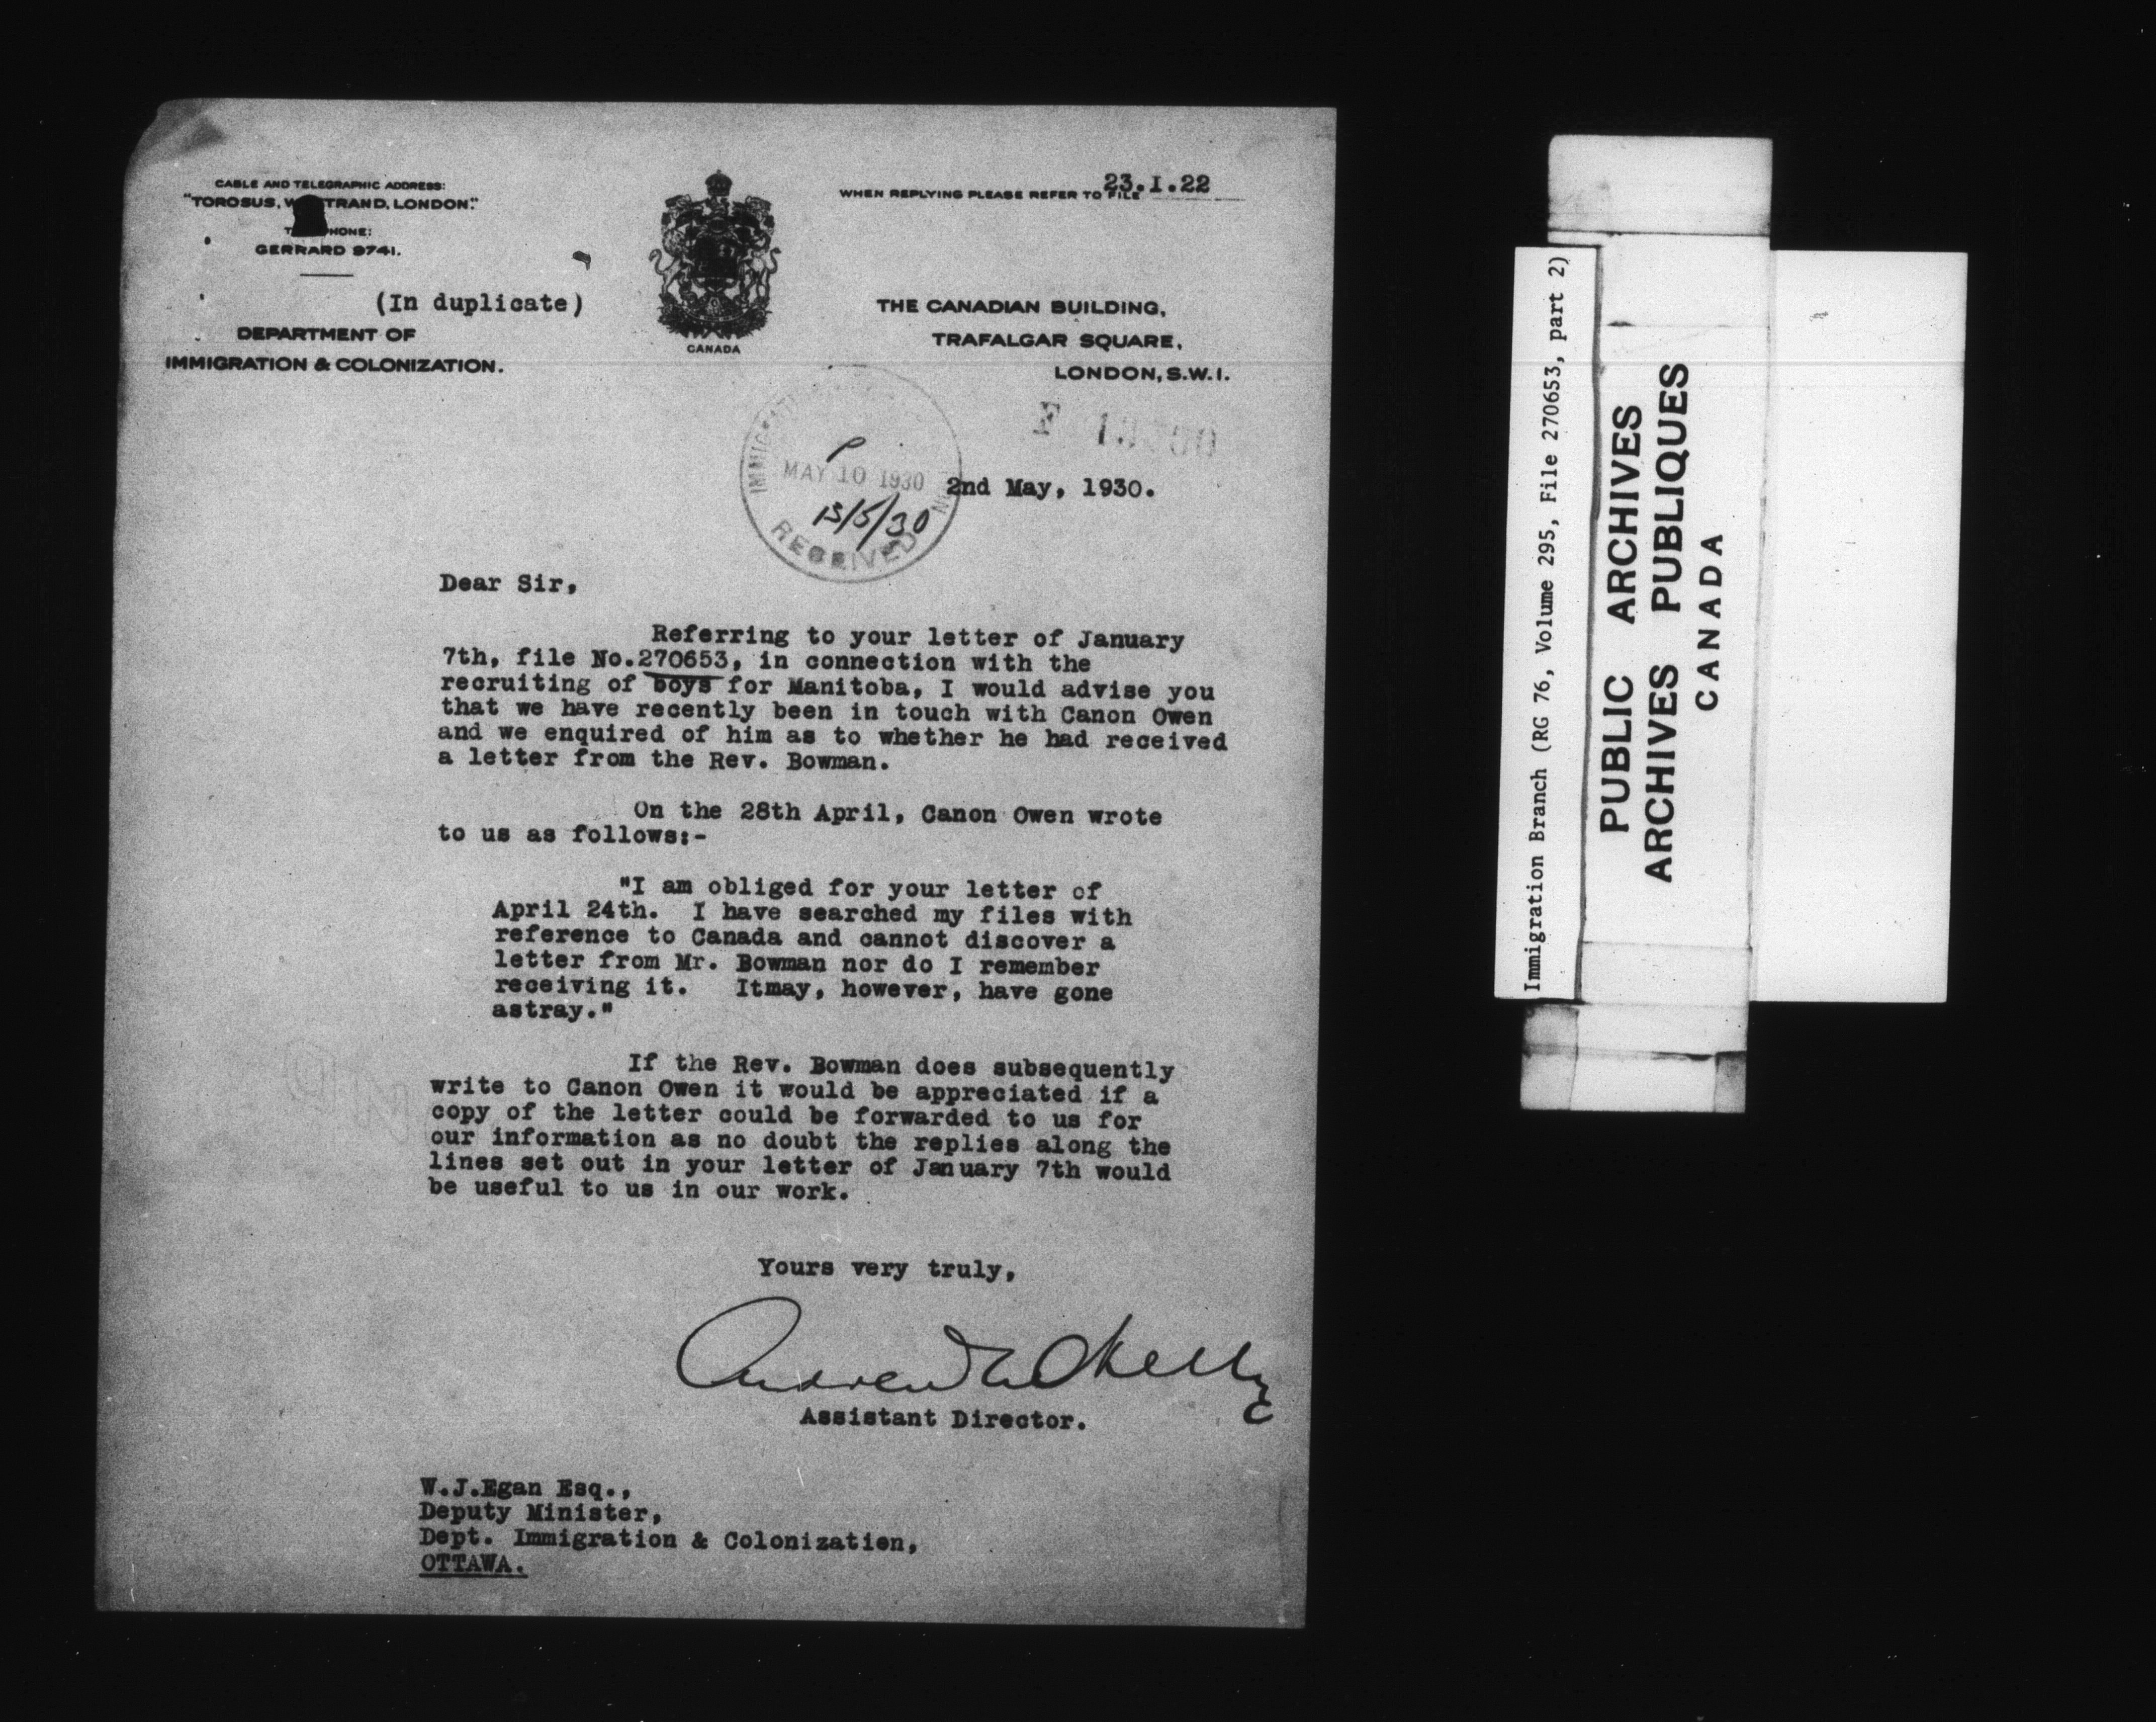 CABLE AND TELEGRAPHIC ADDRESS:
"TOROSUS, W TRAND, LONDON."
HONE:
GERRARD 9741.
(In duplicate)
DEPARTMENT OF
IMMIGRATION & COLONIZATION.
CANADA
WHEN REPLYING PLEASE REFER TO FILE 23.I.22
THE CANADIAN BUILDING,
TRAFALGAR SQUARE,
LONDON, S.W.1.
MAY 10 1930
13/5/30
RECEIVED
2nd May, 1930.
Dear Sir,
Referring to your letter of January
7th, file No.270653, in connection with the
recruiting of boys for Manitoba, I would advise you
that we have recently been in touch with Canon Owen
and we enquired of him as to whether he had received
a letter from the Rev. Bowman.
On the 28th April, Canon Owen wrote
to us as follows:-
"I am obliged for your letter of
April 24th. I have searched my files with
reference to Canada and cannot discover a
letter from Mr. Bowman nor do I remember
receiving it. Itmay, however, have gone
astray."
If the Rev. Bowman does subsequently
write to Canon Owen it would be appreciated if a
copy of the letter could be forwarded to us for
our information as no doubt the replies along the
lines set out in your letter of January 7th would
be useful to us in our work.
Yours very truly,
Assistant Director.
W.J.Egan Esq.,
Deputy Minister,
Dept. Immigration & Colonization,
OTTAWA.
Immigration Branch (RG 76, Volume 295, File 270653, part 2)
PUBLIC ARCHIVES
ARCHIVES PUBLIQUES
CANADA